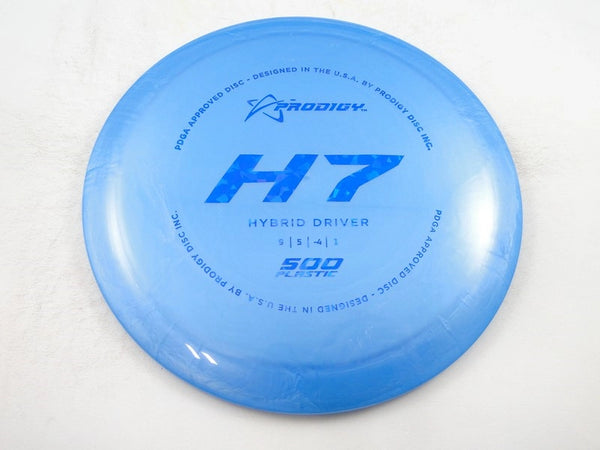 PDGA APPROVED DISC - DESIGNED IN THE U.S.A. BY PRODIGY DISC INC.
PRODIGY™
H7
HYBRID DRIVER
9 | 5 | -4 | 1
500
PLASTIC
PDGA APPROVED DISC - DESIGNED IN THE U.S.A. BY PRODIGY DISC INC.